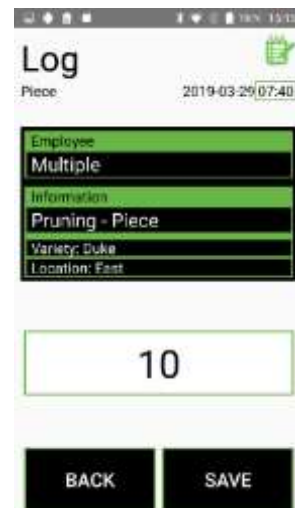 Log
Piece
2019-03-29 07:40
Employee
Multiple
Information
Pruning - Piece
Variety: Duke
Location: East
10
BACK
SAVE